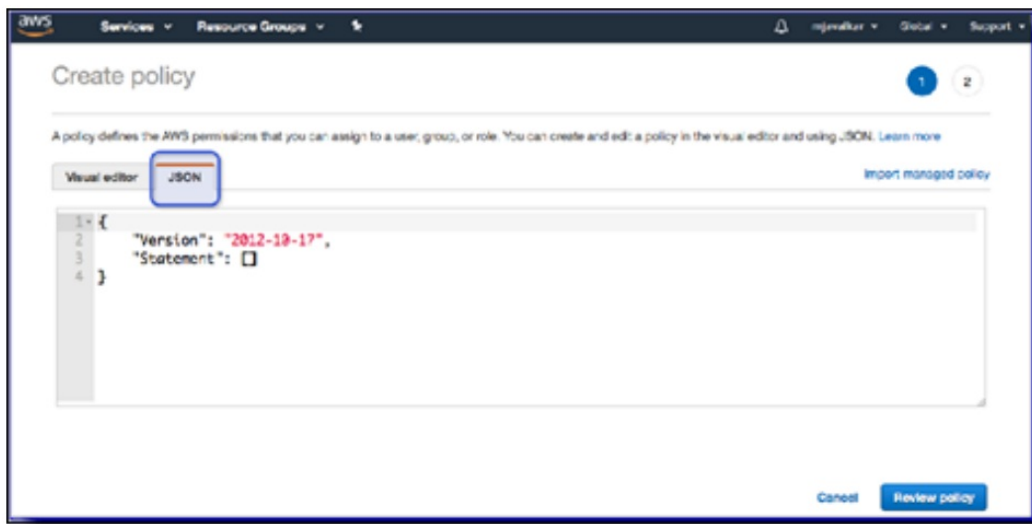 aws Services Resource Groups Global Support
Create policy 1 2
A policy defines the AWS permissions that you can assign to a user, group, or role. You can create and edit a policy in the visual editor and using JSON. Learn more
Visual editor JSON Import managed policy
1 {
2 "Version": "2012-10-17",
3 "Statement": []
4 }
Cancel Review policy